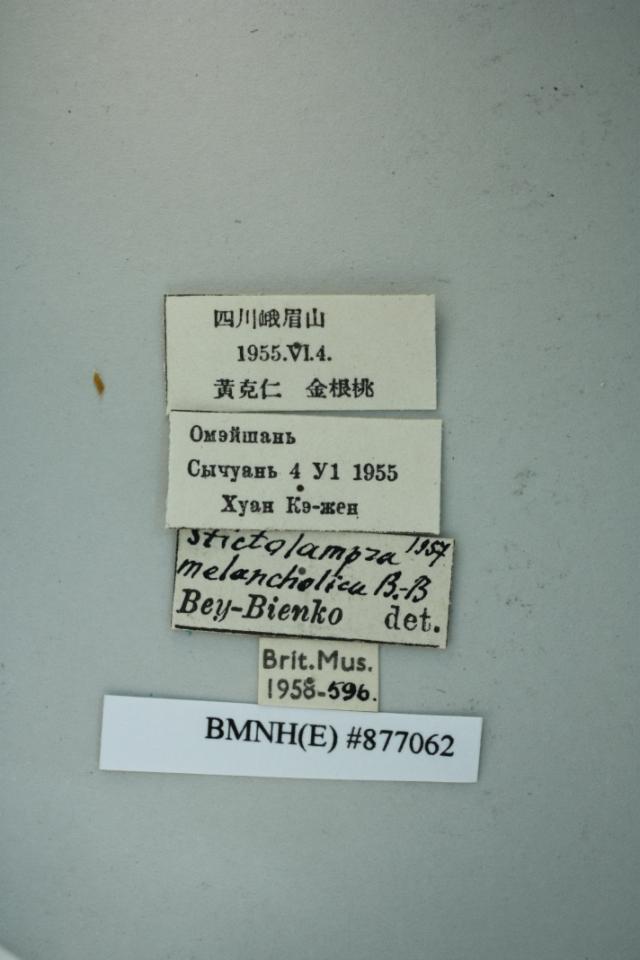 四川峨眉山
1955.VI.4.
黃克仁 金根桃
Омэйшань
Сычуань 4 У1 1955
Хуан Кэ-жен
Stictolampra 1957
melancholica B.-B
Bey-Bienko det.
Brit.Mus.
1958-596.
BMNH(E) #877062